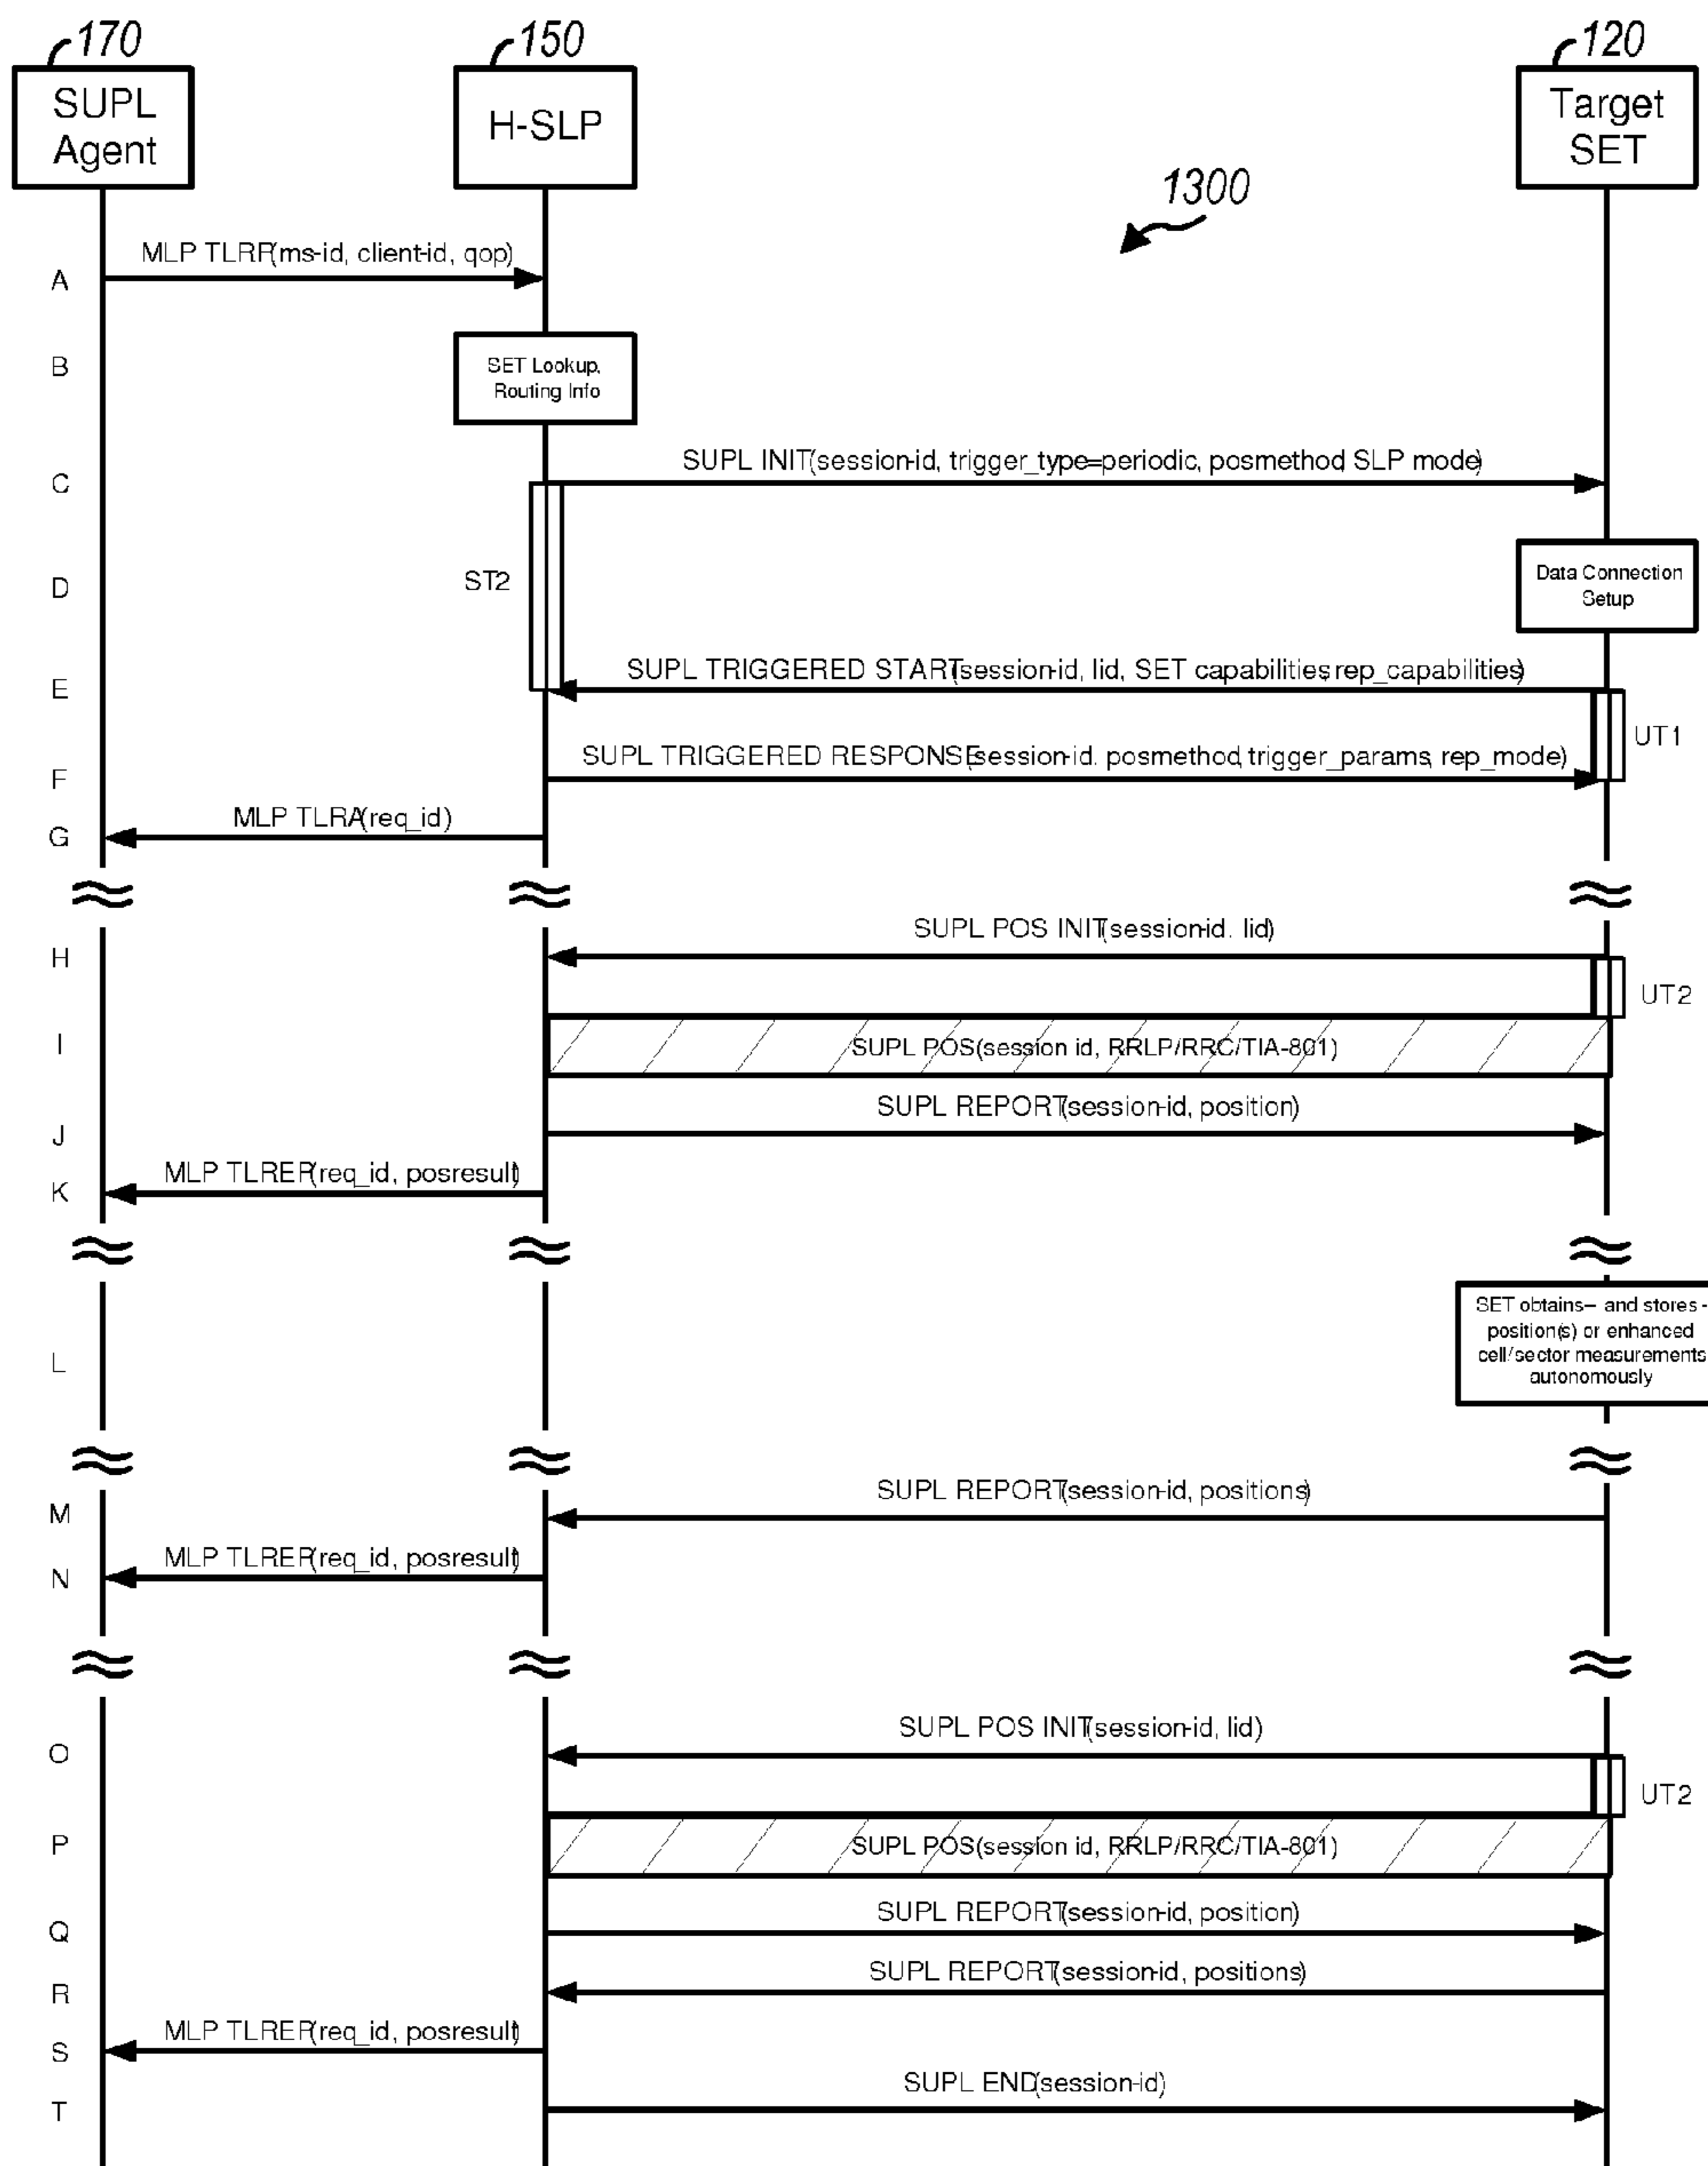 170
150
120
SUPL
Agent
H-SLP
Target
SET
1300
MLP TLRR(ms-id, client-id, qop)
A
B
SET Lookup,
Routing Info
SUPL INIT(session-id, trigger_type=periodic, posmethod SLP mode)
C
Data Connection
Setup
ST2
D
SUPL TRIGGERED START(session-id, lid, SET capabilities, rep_capabilities)
E
UT1
SUPL TRIGGERED RESPONSE(session-id. posmethod, trigger_params, rep_mode)
F
MLP TLRA(req_id)
G
SUPL POS INIT(session-id. lid)
H
UT2
I
SUPL POS(session id, RRLP/RRC/TIA-801)
SUPL REPORT(session-id, position)
J
MLP TLREP(req_id, posresult)
K
SET obtains– and stores -
position(s) or enhanced
cell/sector measurements
autonomously
L
SUPL REPORT(session-id, positions)
M
MLP TLREP(req_id, posresult)
N
SUPL POS INIT(session-id, lid)
O
UT2
P
SUPL POS(session id, RRLP/RRC/TIA-801)
SUPL REPORT(session-id, position)
Q
SUPL REPORT(session-id, positions)
R
MLP TLREP(req_id, posresult)
S
SUPL END(session-id)
T